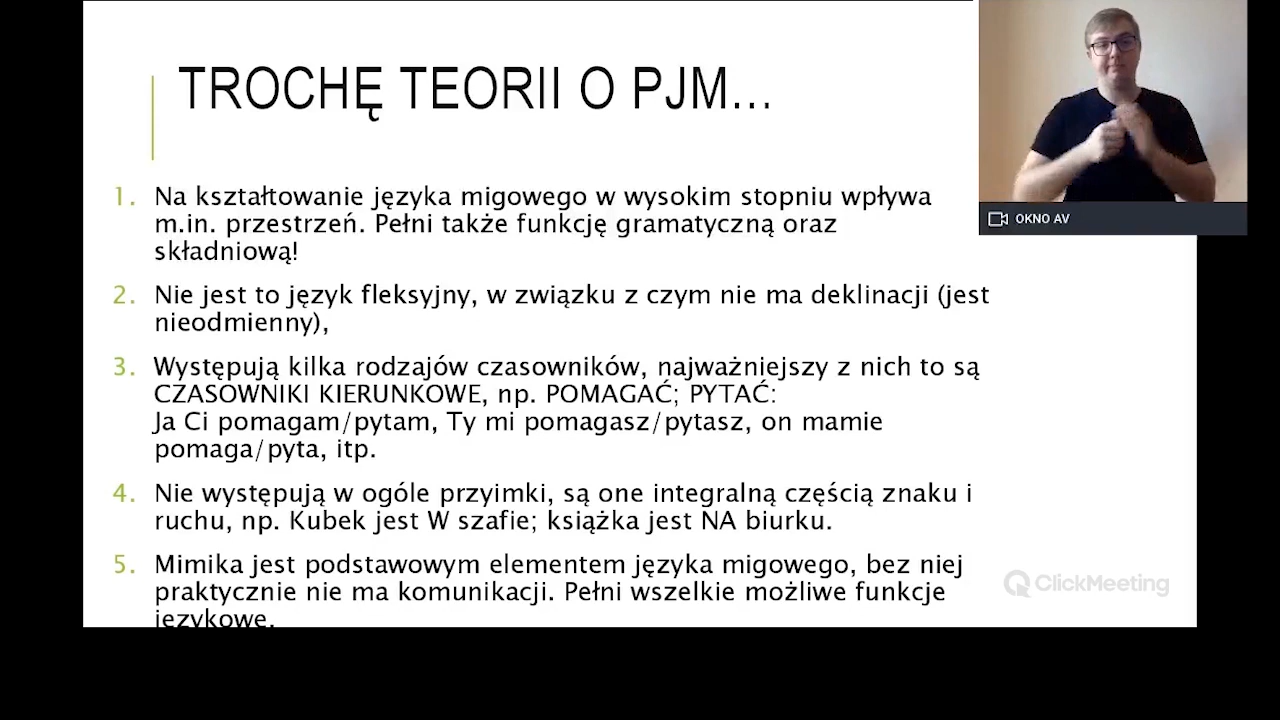 TROCHĘ TEORII O PJM...
OKNO AV
1. Na kształtowanie języka migowego w wysokim stopniu wpływa
m.in. przestrzeń. Pełni także funkcję gramatyczną oraz
składniową!
2. Nie jest to język fleksyjny, w związku z czym nie ma deklinacji (jest
nieodmienny),
3. Występują kilka rodzajów czasowników, najważniejszy z nich to są
CZASOWNIKI KIERUNKOWE, np. POMAGAĆ; PYTAĆ:
Ja Ci pomagam/pytam, Ty mi pomagasz/pytasz, on mamie
pomaga/pyta, itp.
4. Nie występują w ogóle przyimki, są one integralną częścią znaku i
ruchu, np. Kubek jest W szafie; książka jest NA biurku.
5. Mimika jest podstawowym elementem języka migowego, bez niej
praktycznie nie ma komunikacji. Pełni wszelkie możliwe funkcje
językowe.
ClickMeeting